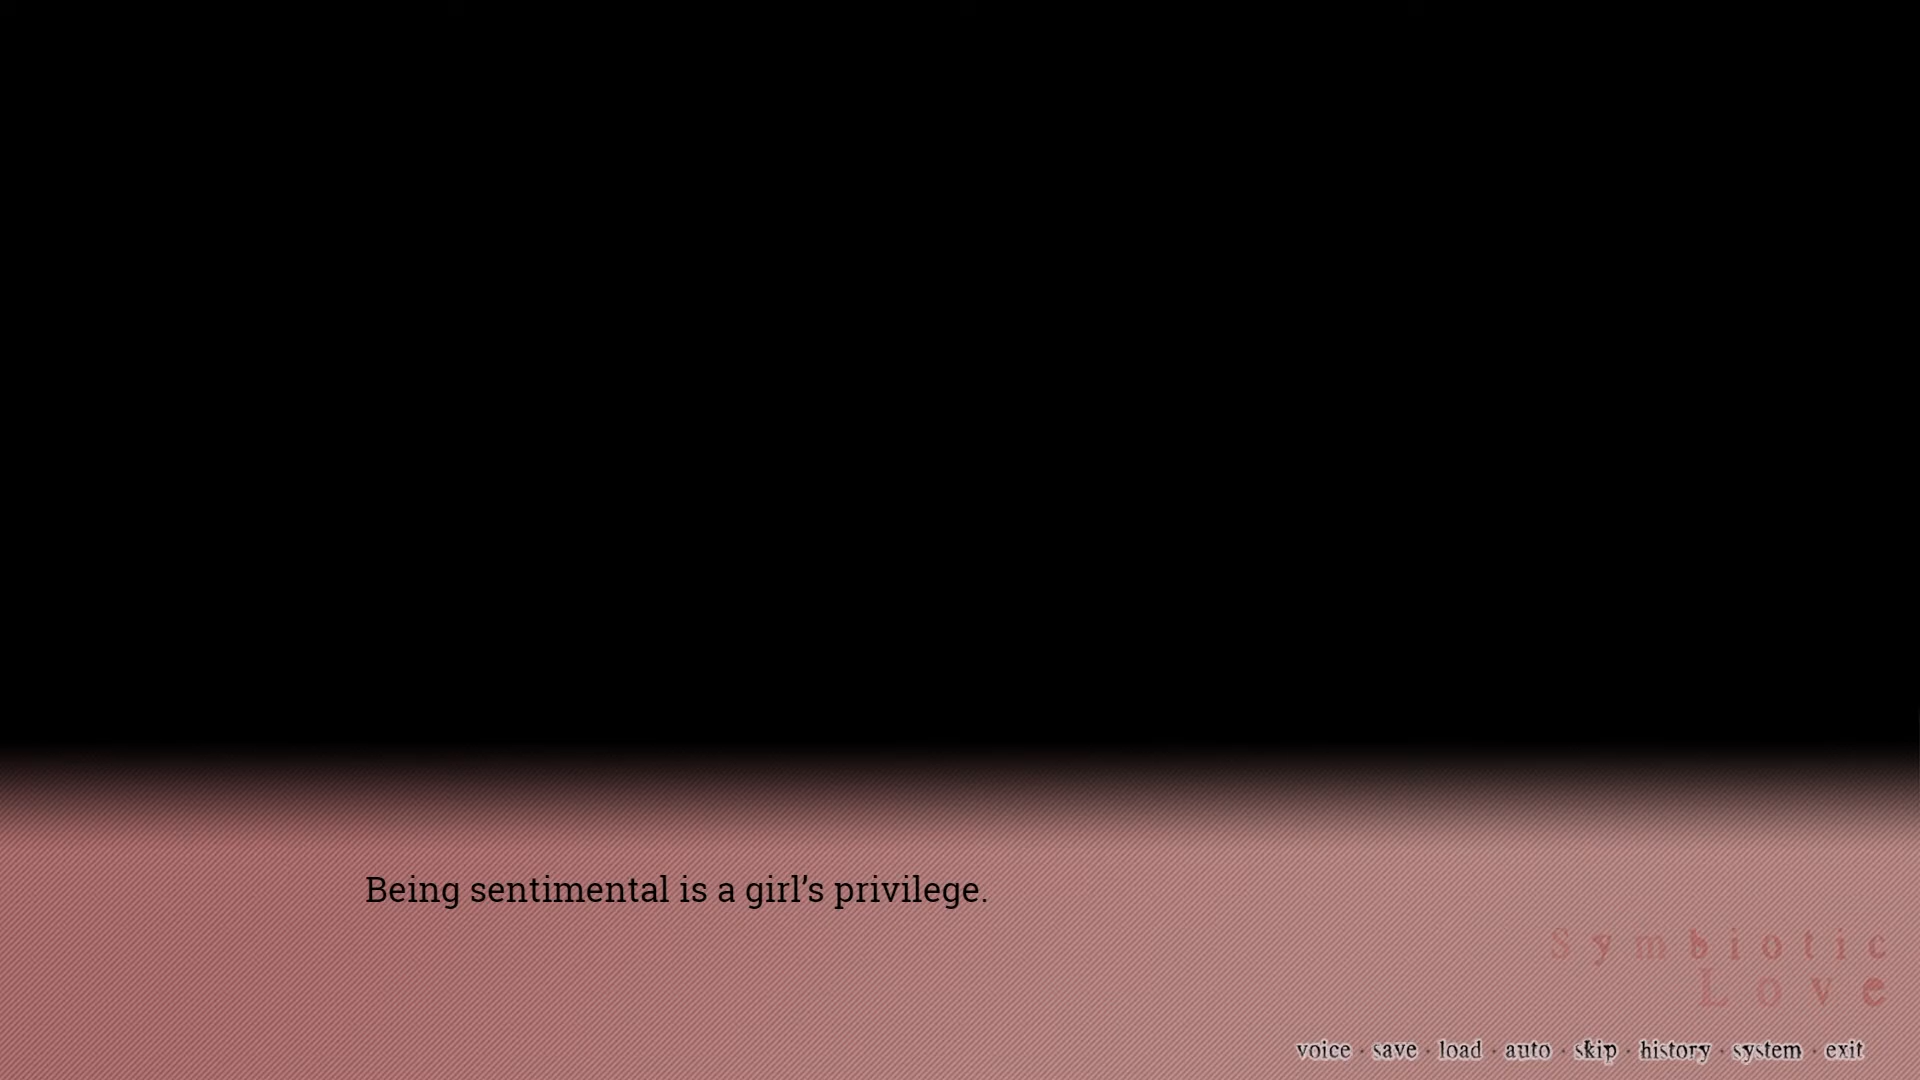 Being sentimental is a girl’s privilege.
Symbiotic
Love
voice · save · load · auto · skip · history · system · exit